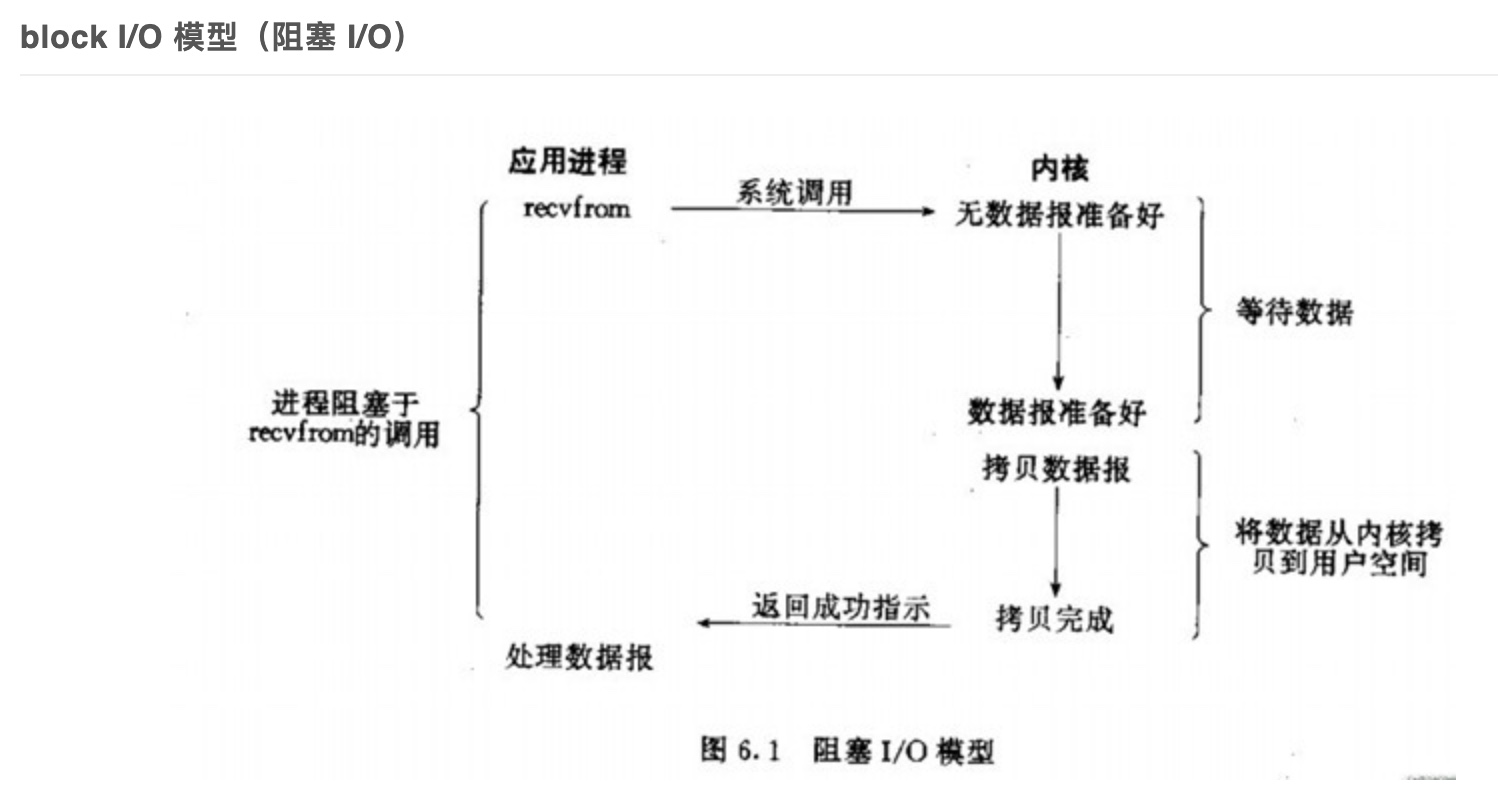 block I/O 模型（阻塞 I/O）
应用进程
内核
recvfrom
系统调用
无数据报准备好
等待数据
进程阻塞于
recvfrom的调用
数据报准备好
拷贝数据报
将数据从内核拷
贝到用户空间
返回成功指示
拷贝完成
处理数据报
图 6.1 阻塞 I/O 模型